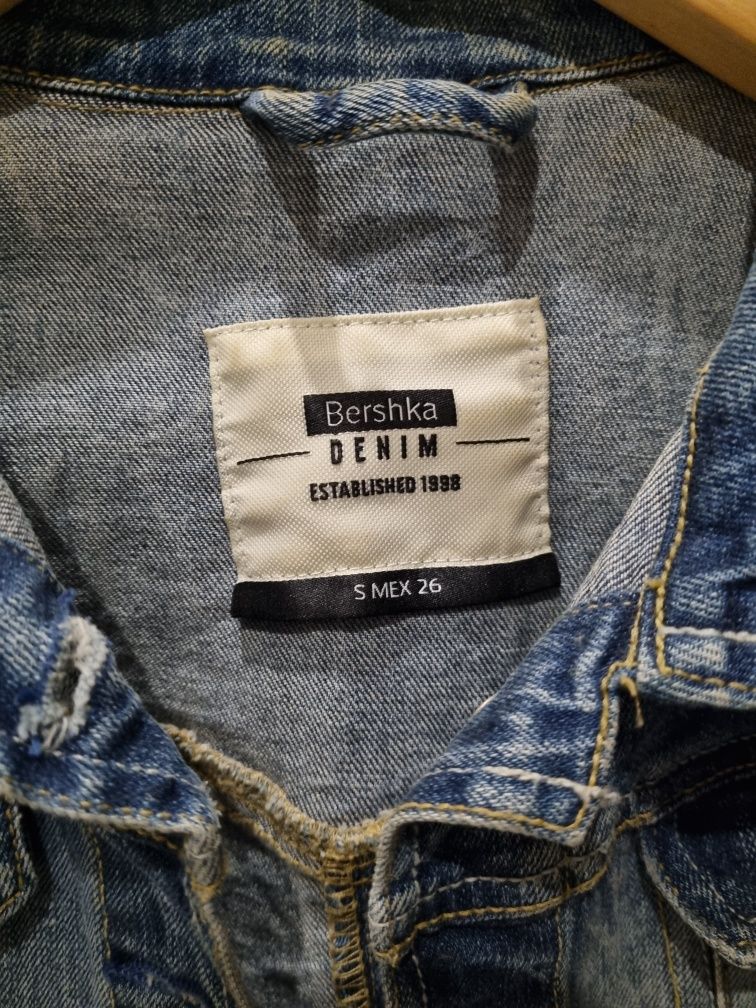 Bershka
DENIM
ESTABLISHED 1998
S MEX 26